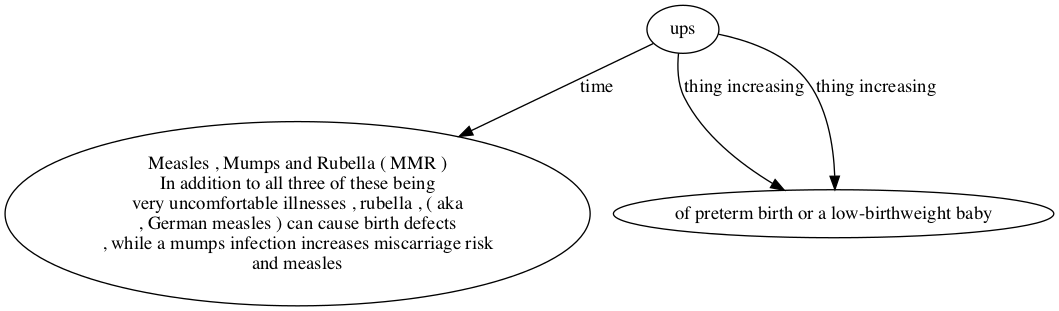 ups
time
thing increasing
thing increasing
Measles , Mumps and Rubella ( MMR )
In addition to all three of these being
very uncomfortable illnesses , rubella , ( aka
, German measles ) can cause birth defects
, while a mumps infection increases miscarriage risk
and measles
of preterm birth or a low-birthweight baby